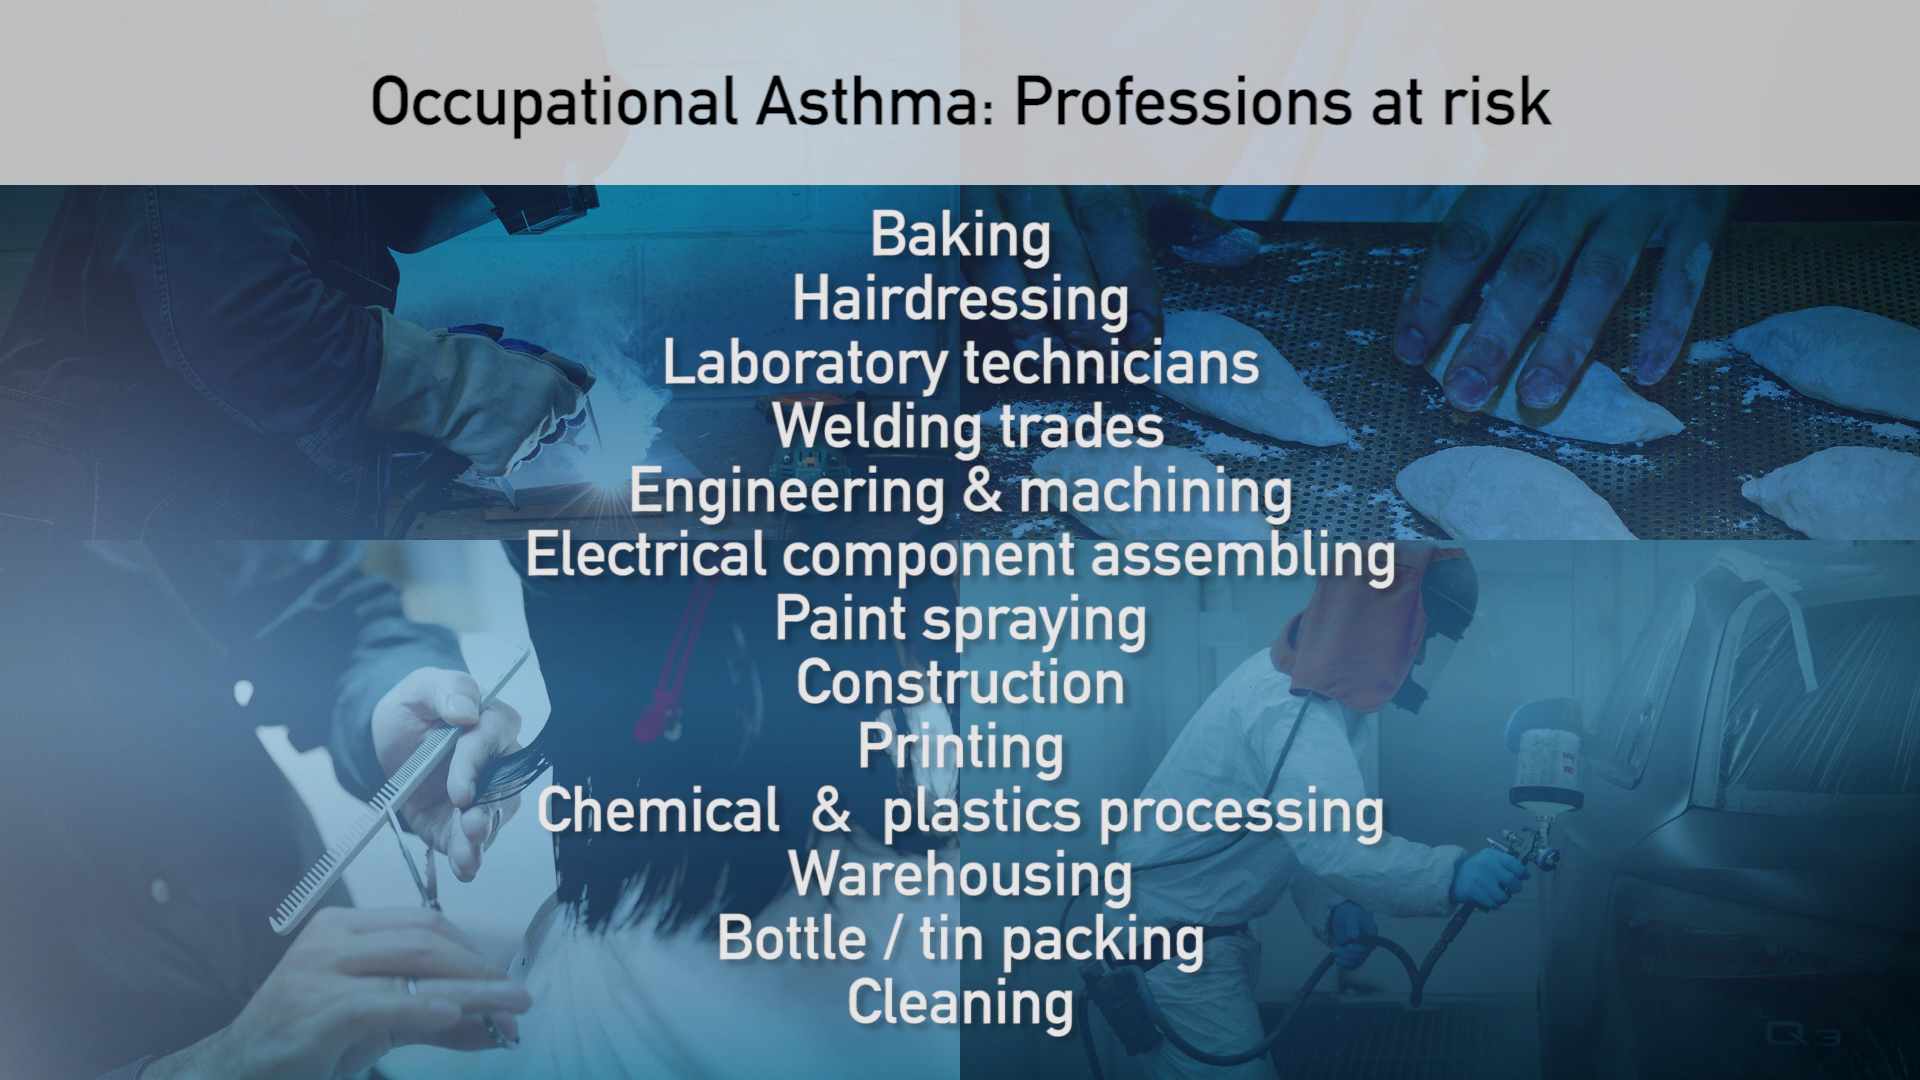 Occupational Asthma: Professions at risk
Baking
Hairdressing
Laboratory technicians
Welding trades
Engineering & machining
Electrical component assembling
Paint spraying
Construction
Printing
Chemical & plastics processing
Warehousing
Bottle / tin packing
Cleaning
Q3